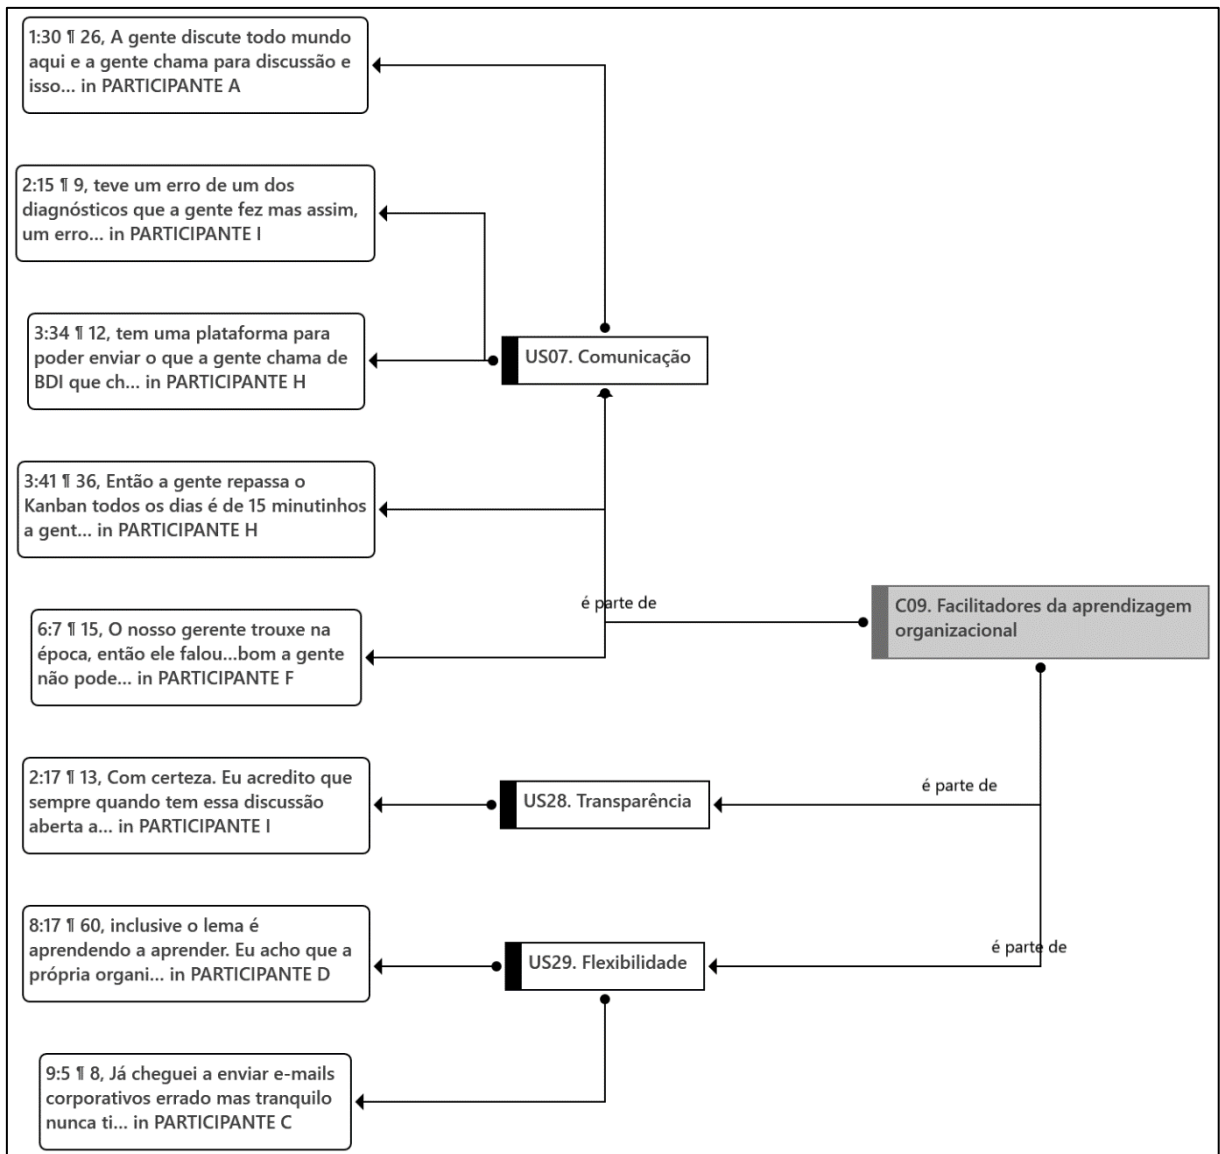 1:30 ¶ 26, A gente discute todo mundo
aqui e a gente chama para discussão e
isso... in PARTICIPANTE A
2:15 ¶ 9, teve um erro de um dos
diagnósticos que a gente fez mas assim,
um erro... in PARTICIPANTE I
3:34 ¶ 12, tem uma plataforma para
poder enviar o que a gente chama de
BDI que ch... in PARTICIPANTE H
US07. Comunicação
3:41 ¶ 36, Então a gente repassa o
Kanban todos os dias é de 15 minutinhos
a gent... in PARTICIPANTE H
é parte de
C09. Facilitadores da aprendizagem
organizacional
6:7 ¶ 15, O nosso gerente trouxe na
época, então ele falou...bom a gente
não pode... in PARTICIPANTE F
2:17 ¶ 13, Com certeza. Eu acredito que
sempre quando tem essa discussão
aberta a... in PARTICIPANTE I
US28. Transparência
é parte de
8:17 ¶ 60, inclusive o lema é
aprendendo a aprender. Eu acho que a
própria organi... in PARTICIPANTE D
US29. Flexibilidade
é parte de
9:5 ¶ 8, Já cheguei a enviar e-mails
corporativos errado mas tranquilo
nunca ti... in PARTICIPANTE C